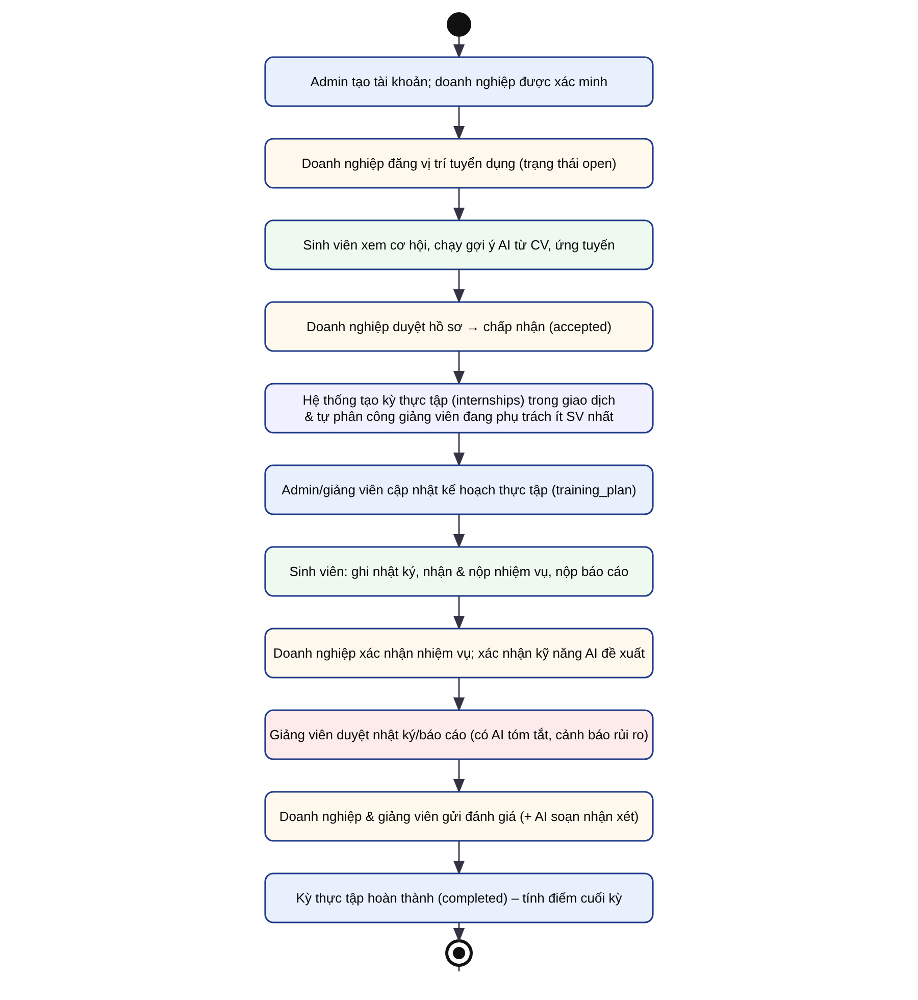 Admin tạo tài khoản; doanh nghiệp được xác minh
Doanh nghiệp đăng vị trí tuyển dụng (trạng thái open)
Sinh viên xem cơ hội, chạy gợi ý AI từ CV, ứng tuyển
Doanh nghiệp duyệt hồ sơ → chấp nhận (accepted)
Hệ thống tạo kỳ thực tập (internships) trong giao dịch
& tự phân công giảng viên đang phụ trách ít SV nhất
Admin/giảng viên cập nhật kế hoạch thực tập (training_plan)
Sinh viên: ghi nhật ký, nhận & nộp nhiệm vụ, nộp báo cáo
Doanh nghiệp xác nhận nhiệm vụ; xác nhận kỹ năng AI đề xuất
Giảng viên duyệt nhật ký/báo cáo (có AI tóm tắt, cảnh báo rủi ro)
Doanh nghiệp & giảng viên gửi đánh giá (+ AI soạn nhận xét)
Kỳ thực tập hoàn thành (completed) – tính điểm cuối kỳ